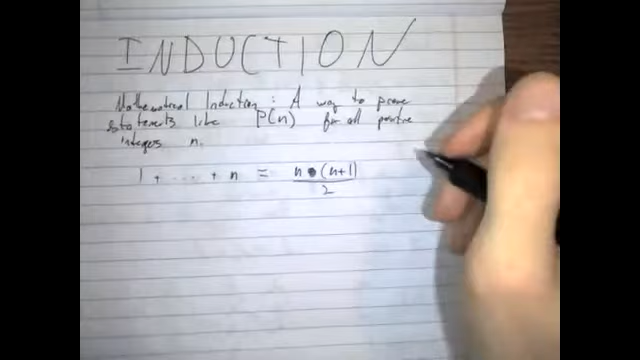 INDUCTION
Mathematical Induction : A way to prove
statements like P(n) for all positive
integers n.
1 + ... + n = n • (n+1) / 2